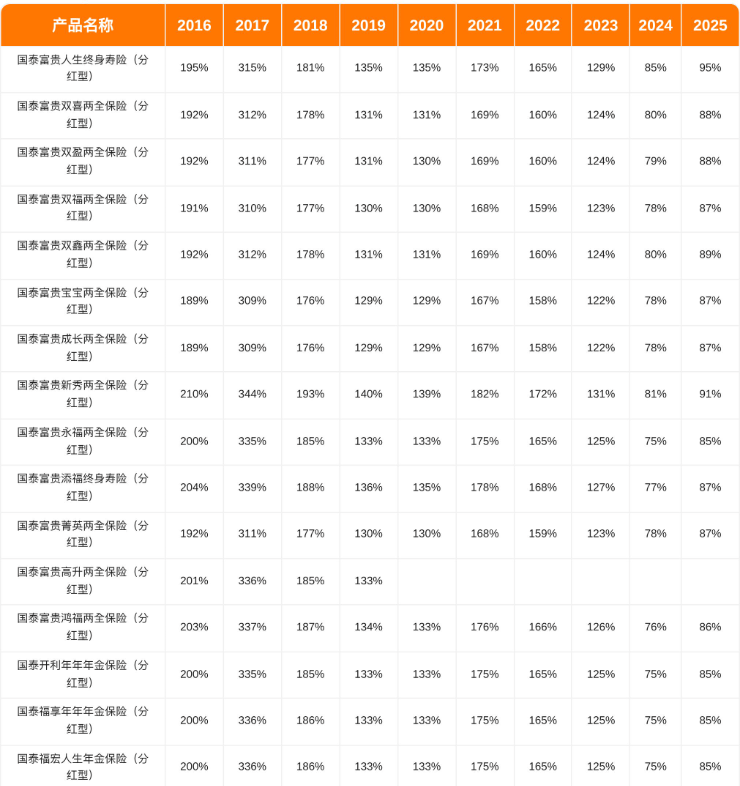 产品名称 2016 2017 2018 2019 2020 2021 2022 2023 2024 2025
国泰富贵人生终身寿险（分
红型） 195% 315% 181% 135% 135% 173% 165% 129% 85% 95%
国泰富贵双喜两全保险（分
红型） 192% 312% 178% 131% 131% 169% 160% 124% 80% 88%
国泰富贵双盈两全保险（分
红型） 192% 311% 177% 131% 130% 169% 160% 124% 79% 88%
国泰富贵双福两全保险（分
红型） 191% 310% 177% 130% 130% 168% 159% 123% 78% 87%
国泰富贵双鑫两全保险（分
红型） 192% 312% 178% 131% 131% 169% 160% 124% 80% 89%
国泰富贵宝宝两全保险（分
红型） 189% 309% 176% 129% 129% 167% 158% 122% 78% 87%
国泰富贵成长两全保险（分
红型） 189% 309% 176% 129% 129% 167% 158% 122% 78% 87%
国泰富贵新秀两全保险（分
红型） 210% 344% 193% 140% 139% 182% 172% 131% 81% 91%
国泰富贵永福两全保险（分
红型） 200% 335% 185% 133% 133% 175% 165% 125% 75% 85%
国泰富贵添福终身寿险（分
红型） 204% 339% 188% 136% 135% 178% 168% 127% 77% 87%
国泰富贵菁英两全保险（分
红型） 192% 311% 177% 130% 130% 168% 159% 123% 78% 87%
国泰富贵高升两全保险（分
红型） 201% 336% 185% 133%
国泰富贵鸿福两全保险（分
红型） 203% 337% 187% 134% 133% 176% 166% 126% 76% 86%
国泰开利年年年金保险（分
红型） 200% 335% 185% 133% 133% 175% 165% 125% 75% 85%
国泰福享年年年金保险（分
红型） 200% 336% 186% 133% 133% 175% 165% 125% 75% 85%
国泰福宏人生年金保险（分
红型） 200% 336% 186% 133% 133% 175% 165% 125% 75% 85%